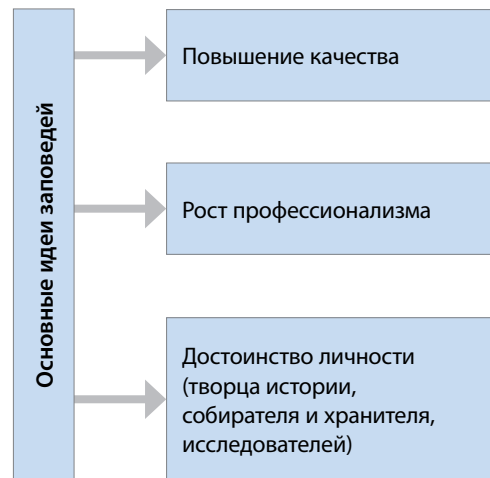 Основные идеи заповедей
Повышение качества
Рост профессионализма
Достоинство личности
(творца истории,
собирателя и хранителя,
исследователей)